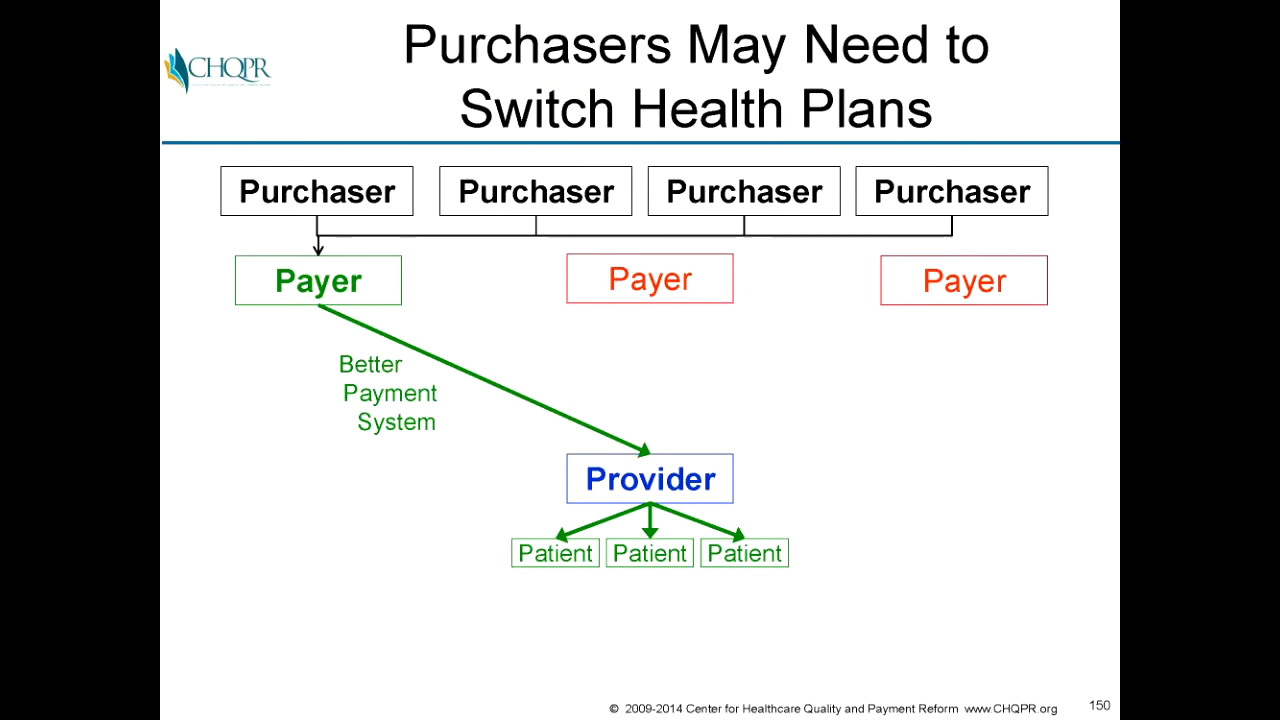 Purchasers May Need to
Switch Health Plans
CHQPR
Purchaser Purchaser Purchaser Purchaser
Payer Payer Payer
Better
Payment
System
Provider
Patient Patient Patient
© 2009-2014 Center for Healthcare Quality and Payment Reform www.CHQPR.org 150